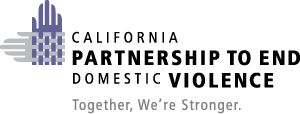 CALIFORNIA
PARTNERSHIP TO END
DOMESTIC VIOLENCE
Together, We're Stronger.